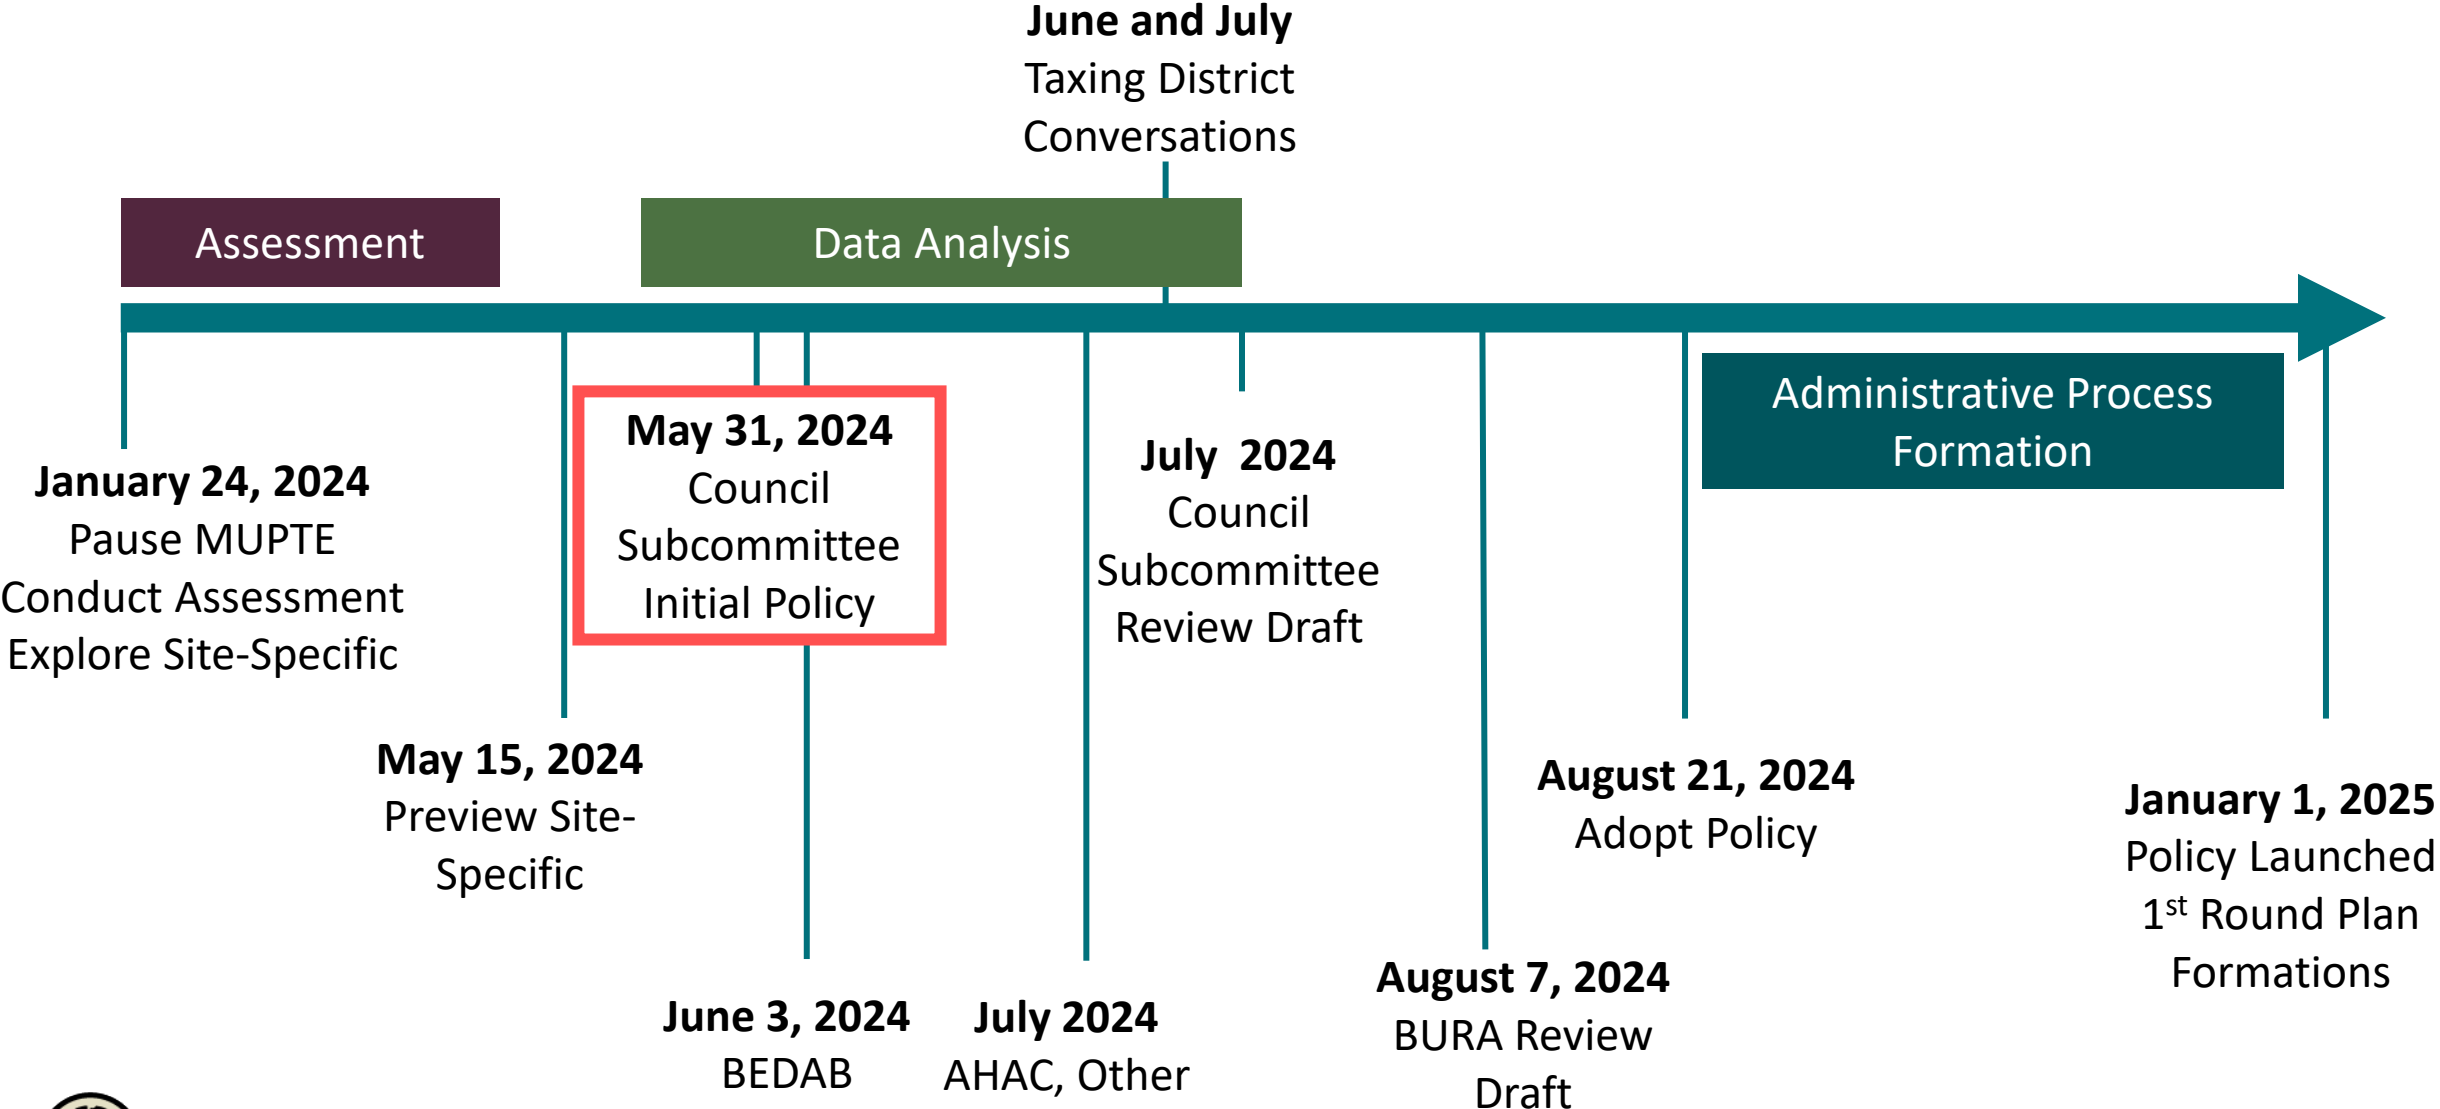 June and July
Taxing District
Conversations
Assessment
Data Analysis
Administrative Process
Formation
January 24, 2024
Pause MUPTE
Conduct Assessment
Explore Site-Specific
May 15, 2024
Preview Site-
Specific
May 31, 2024
Council
Subcommittee
Initial Policy
June 3, 2024
BEDAB
July 2024
AHAC, Other
July  2024
Council
Subcommittee
Review Draft
August 7, 2024
BURA Review
Draft
August 21, 2024
Adopt Policy
January 1, 2025
Policy Launched
1st Round Plan
Formations